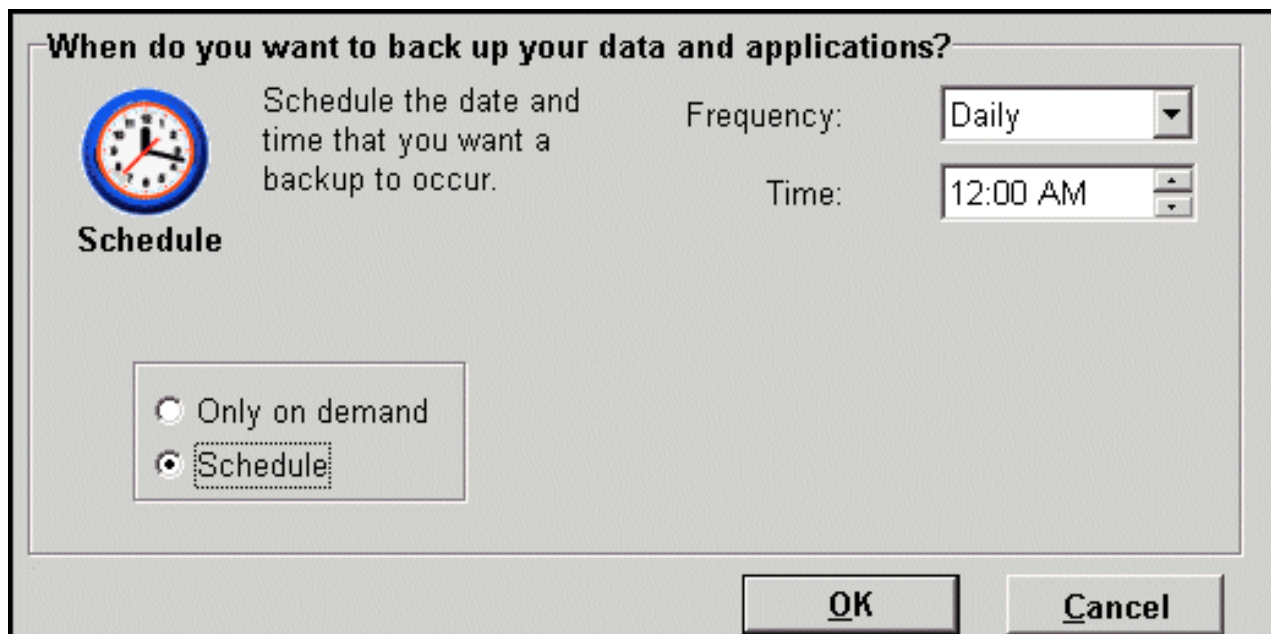 When do you want to back up your data and applications?
Schedule the date and
time that you want a
backup to occur.
Schedule
Frequency:
Daily
Time:
12:00 AM
Only on demand
Schedule
OK
Cancel